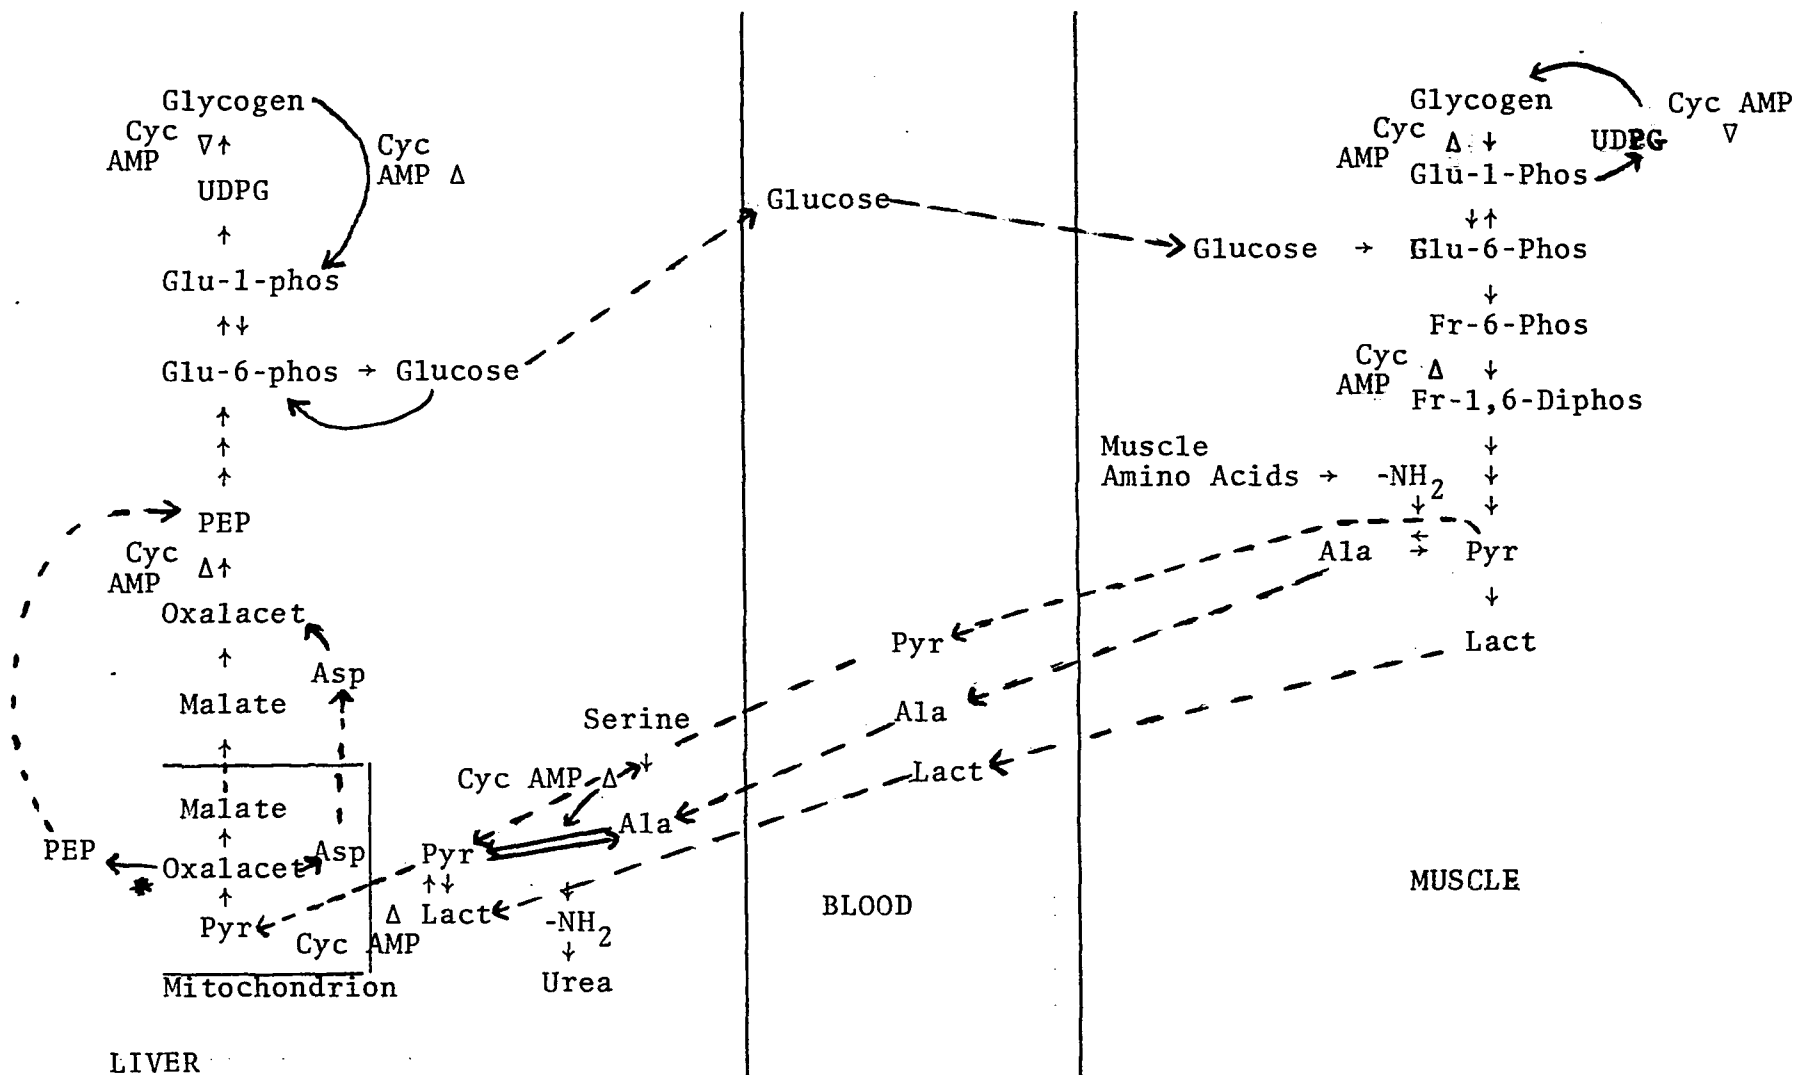 Glycogen
Cyc
AMP ∇↑
Cyc
AMP Δ
UDPG
↑
Glu-1-phos
↑↓
Glu-6-phos → Glucose
↑
↑
↑
PEP
Cyc
AMP Δ↑
Oxalacet
↑
Asp
Malate
↑
Malate
↑
PEP
*
Oxalacet
Asp
↑
Pyr
Mitochondrion
LIVER
Serine
↓
Cyc AMP Δ
Ala
Pyr
↑↓
Δ Lact
Cyc AMP
↓
-NH2
↓
Urea
Glucose
Pyr
Ala
Lact
BLOOD
Glycogen
Cyc
AMP Δ ↓
Cyc AMP
∇
UDPG
Glu-1-Phos
↓↑
Glucose → Glu-6-Phos
↓
Fr-6-Phos
Cyc
AMP Δ ↓
Fr-1,6-Diphos
↓
Muscle
Amino Acids → -NH2 ↓
↓ ↓
Ala ⇄ Pyr
↓
Lact
MUSCLE